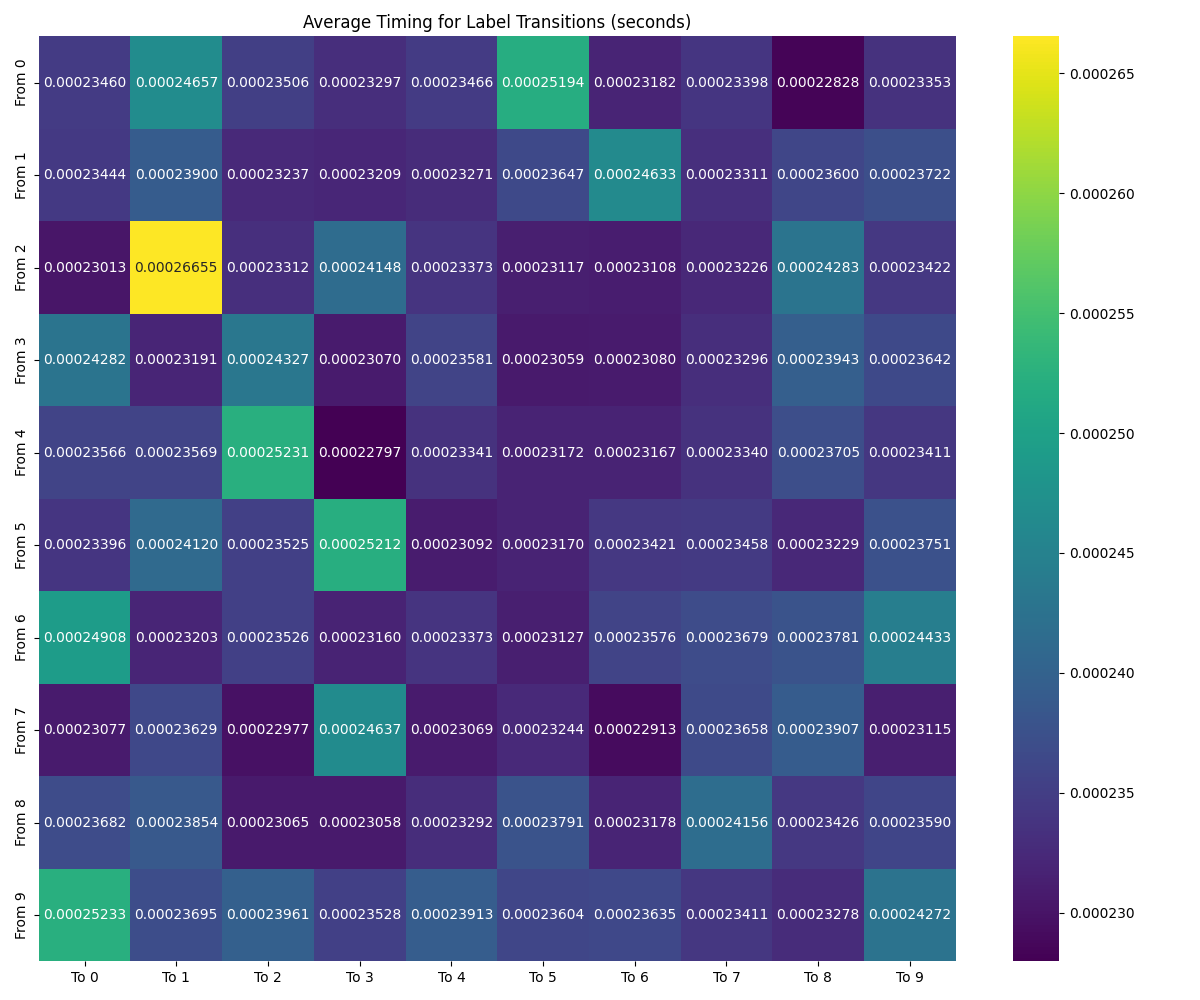 Average Timing for Label Transitions (seconds)
From 0 0.00023460 0.00024657 0.00023506 0.00023297 0.00023466 0.00025194 0.00023182 0.00023398 0.00022828 0.00023353
From 1 0.00023444 0.00023900 0.00023237 0.00023209 0.00023271 0.00023647 0.00024633 0.00023311 0.00023600 0.00023722
From 2 0.00023013 0.00026655 0.00023312 0.00024148 0.00023373 0.00023117 0.00023108 0.00023226 0.00024283 0.00023422
From 3 0.00024282 0.00023191 0.00024327 0.00023070 0.00023581 0.00023059 0.00023080 0.00023296 0.00023943 0.00023642
From 4 0.00023566 0.00023569 0.00025231 0.00022797 0.00023341 0.00023172 0.00023167 0.00023340 0.00023705 0.00023411
From 5 0.00023396 0.00024120 0.00023525 0.00025212 0.00023092 0.00023170 0.00023421 0.00023458 0.00023229 0.00023751
From 6 0.00024908 0.00023203 0.00023526 0.00023160 0.00023373 0.00023127 0.00023576 0.00023679 0.00023781 0.00024433
From 7 0.00023077 0.00023629 0.00022977 0.00024637 0.00023069 0.00023244 0.00022913 0.00023658 0.00023907 0.00023115
From 8 0.00023682 0.00023854 0.00023065 0.00023058 0.00023292 0.00023791 0.00023178 0.00024156 0.00023426 0.00023590
From 9 0.00025233 0.00023695 0.00023961 0.00023528 0.00023913 0.00023604 0.00023635 0.00023411 0.00023278 0.00024272
To 0 To 1 To 2 To 3 To 4 To 5 To 6 To 7 To 8 To 9
0.000265
0.000260
0.000255
0.000250
0.000245
0.000240
0.000235
0.000230